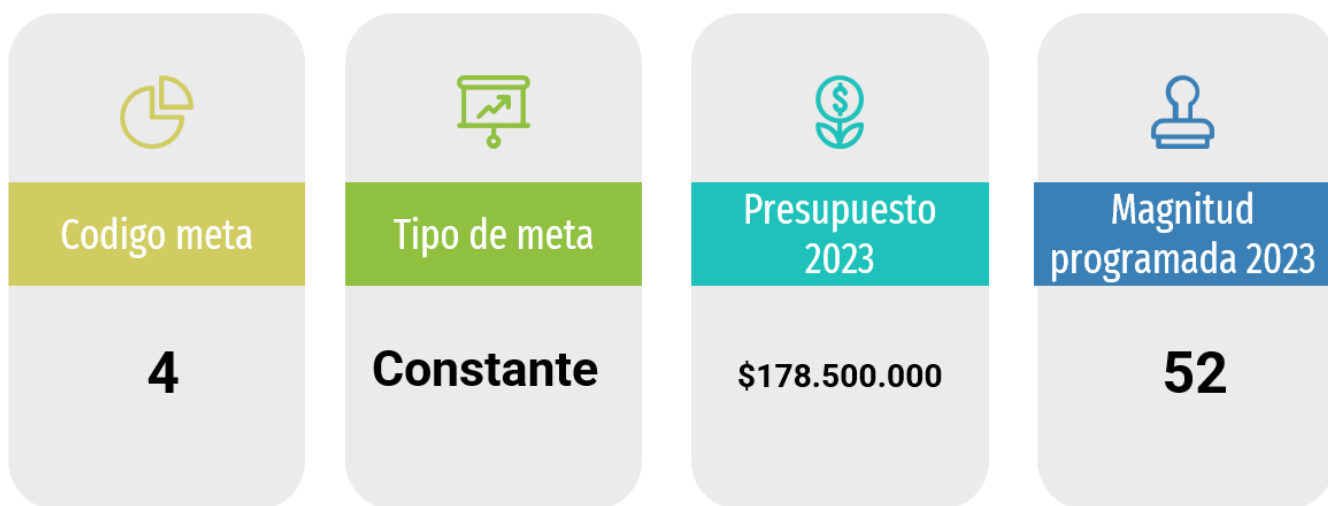 Codigo meta
4
Tipo de meta
Constante
Presupuesto
2023
$178.500.000
Magnitud
programada 2023
52